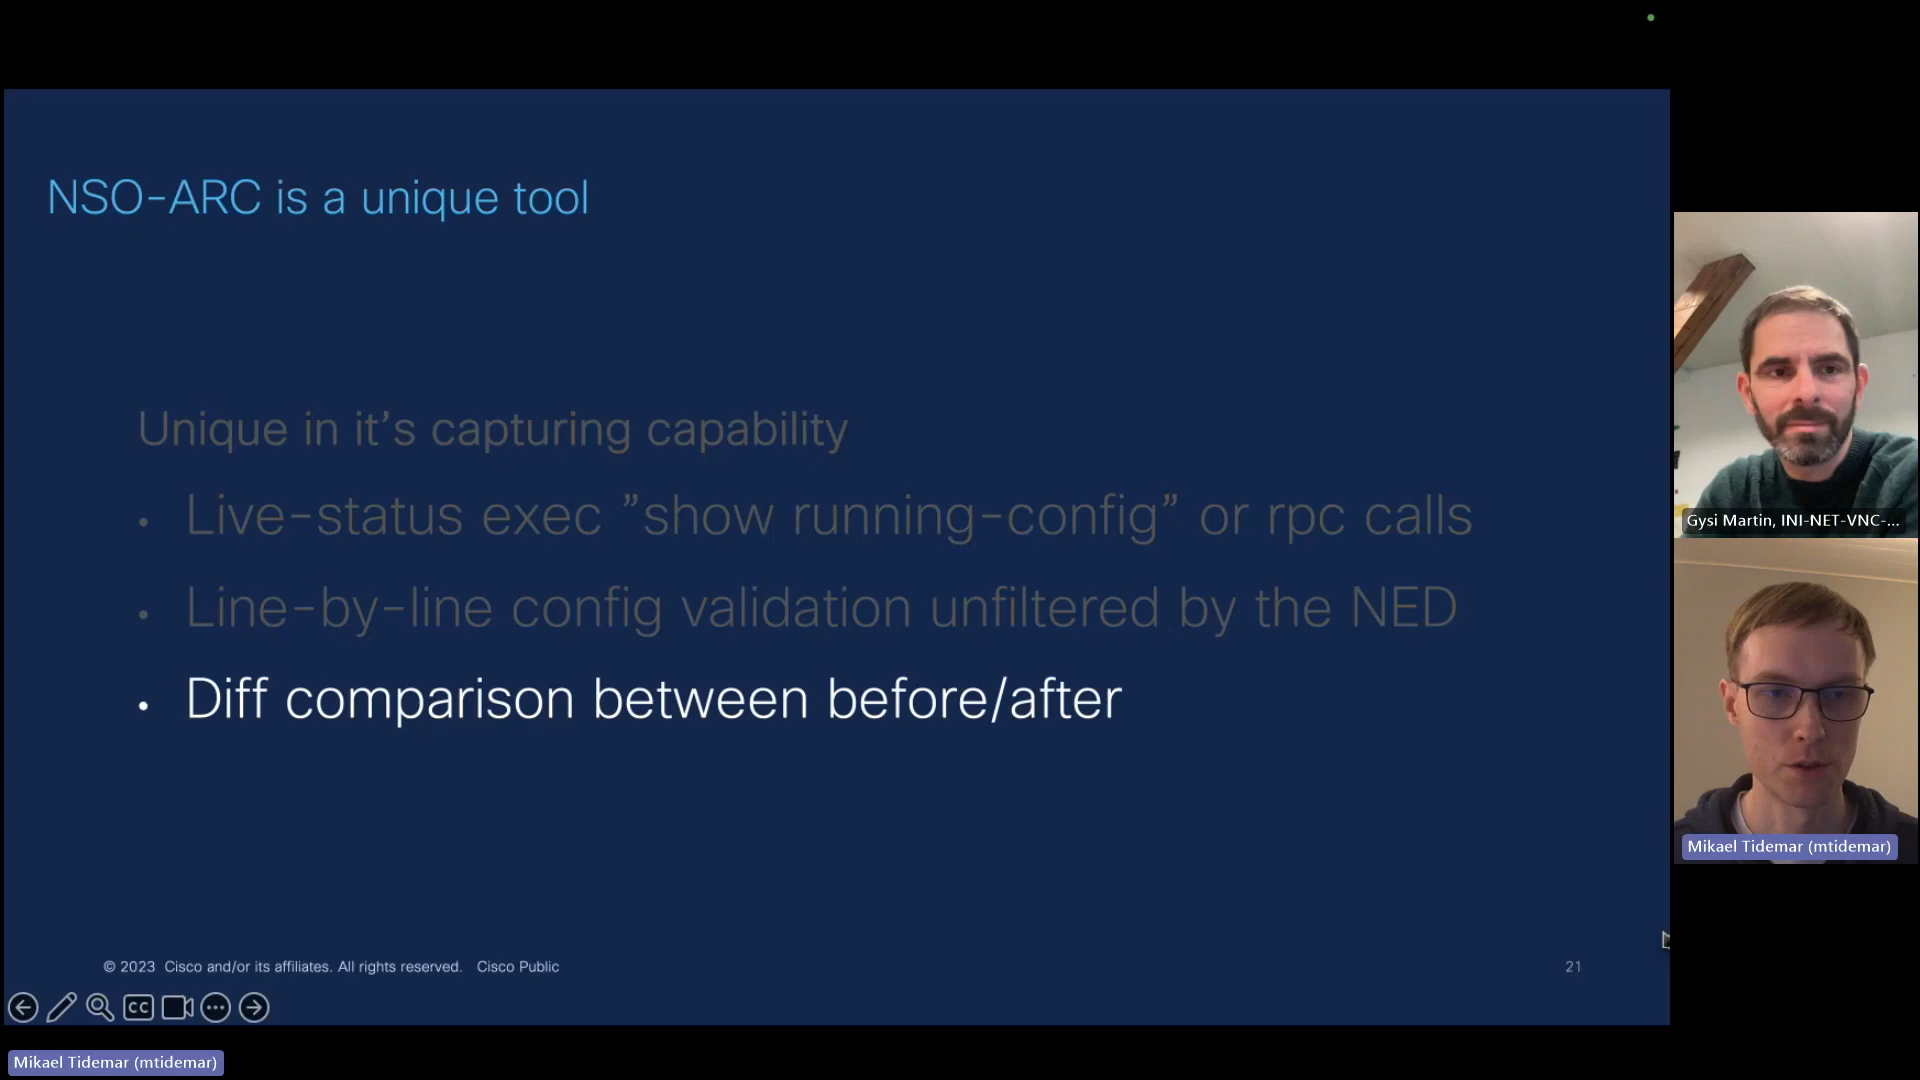 NSO-ARC is a unique tool
Unique in it’s capturing capability
• Live-status exec ”show running-config” or rpc calls
• Line-by-line config validation unfiltered by the NED
• Diff comparison between before/after
© 2023 Cisco and/or its affiliates. All rights reserved. Cisco Public
21
CC
Gysi Martin, INI-NET-VNC-...
Mikael Tidemar (mtidemar)
Mikael Tidemar (mtidemar)